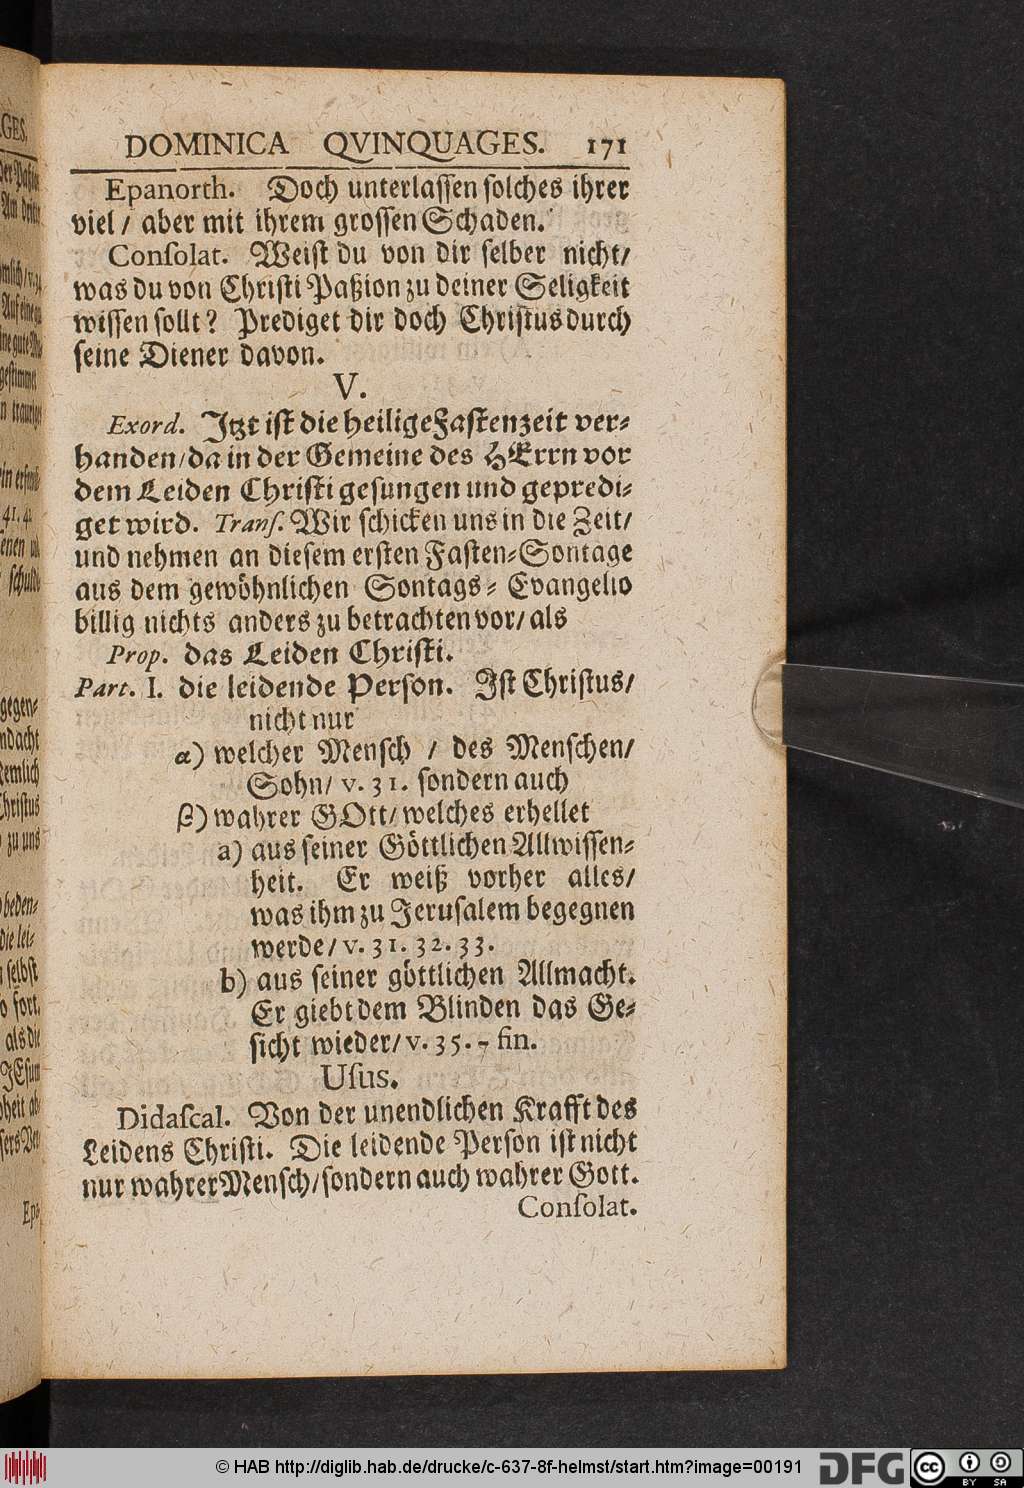 DOMINICA QVINQUAGES. 171
Epanorth. Doch unterlassen solches ihrer
viel / aber mit ihrem grossen Schaden.
Conſolat. Weist du von dir selber nicht /
was du von Christi Paßion zu deiner Seligkeit
wissen sollt? Prediget dir doch Christus durch
seine Diener davon.
V.
Exord. Itzt ist die heilige Fastenzeit ver-
handen / da in der Gemeine des HErrn vor
dem Leiden Christi gesungen und gepredi-
get wird. Tranſ. Wir schicken uns in die Zeit /
und nehmen an diesem ersten Fasten-Sontage
aus dem gewöhnlichen Sontags-Evangelio
billig nichts anders zu betrachten vor / als
Prop. das Leiden Christi.
Part. I. die leidende Person. Ist Christus /
nicht nur
α) welcher Mensch / des Menschen /
Sohn / v. 31. sondern auch
β) wahrer GOtt / welches erhellet
a) aus seiner Göttlichen Allwissen-
heit. Er weiß vorher alles /
was ihm zu Jerusalem begegnen
werde / v. 31. 32. 33.
b) aus seiner göttlichen Allmacht.
Er giebt dem Blinden das Ge-
sicht wieder / v. 35. - fin.
Uſus.
Didaſcal. Von der unendlichen Krafft des
Leidens Christi. Die leidende Person ist nicht
nur wahrer Mensch / sondern auch wahrer Gott.
Conſolat.
© HAB http://diglib.hab.de/drucke/c-637-8f-helmst/start.htm?image=00191
DFG
cc BY SA